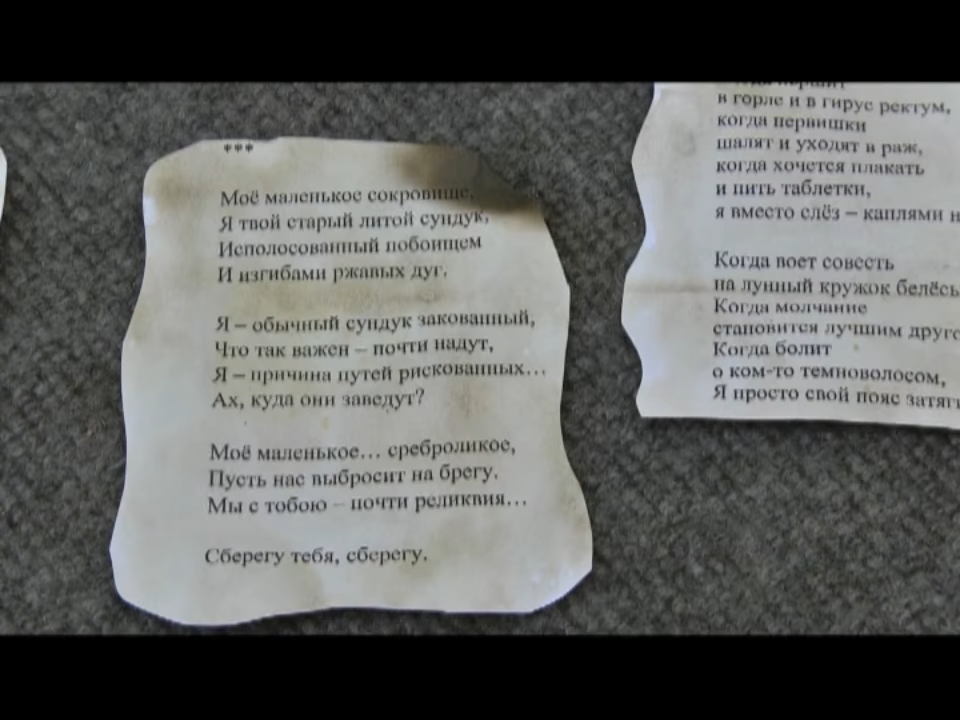 ***
Моё маленькое сокровище,
Я твой старый литой сундук,
Исполосованный побоищем
И изгибами ржавых дуг.
Я – обычный сундук закованный,
Что так важен – почти надут,
Я – причина путей рискованных...
Ах, куда они заведут?
Моё маленькое... сребролицое,
Пусть нас выбросит на брегу.
Мы с тобою – почти реликвия...
Сберегу тебя, сберегу.
в горле и в гирус ректум,
когда нервишки
шалят и уходят в раж,
когда хочется плакать
и пить таблетки,
я вместо слёз – каплями
Когда воет совесть
на лунный кружок
Когда молчание
становится лучшим
Когда болит
о ком-то темноволосом,
Я просто свой пояс